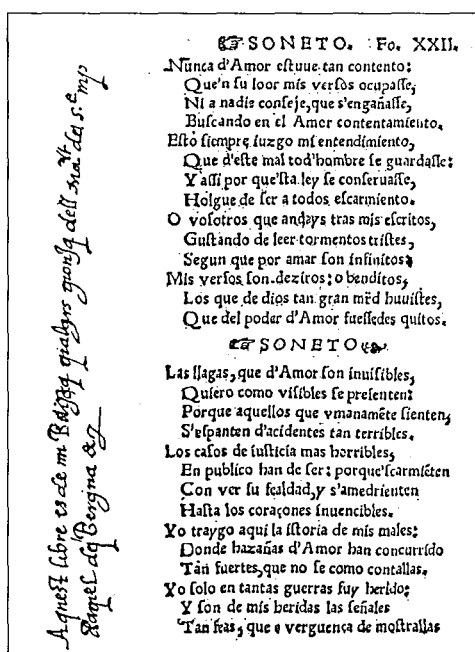 SONETO. Fo. XXII.
Nunca d'Amor estuue tan contento:
Que'n su loor mis versos ocupasse,
Ni a nadie conseje, que s'engañasse,
Buscando en el Amor contentamiento.
Esto siempre iuzgo mi entendimiento,
Que d'este mal tod'hombre se guardasse:
Y assi por que'sta ley se conseruasse,
Holgue de ser a todos escarmiento.
O vosotros que andays tras mis escritos,
Gustando de leer tormentos tristes,
Segun que por amar son infinitos:
Mis versos son deziros: o benditos,
Los que de dios tan gran mr̃d huuistes,
Que del poder d'Amor fuessedes quitos.
SONETO
Las llagas, que d'Amor son inuisibles,
Quiero como visibles se presenten:
Porque aquellos que vmanamẽte sienten,
S'espanten d'acidentes tan terribles.
Los casos de iusticia mas horribles,
En publico han de ser: porque'scarmiẽten
Con ver su fealdad, y s'amedrienten
Hasta los coraçones inuencibles.
Yo traygo aqui la istoria de mis males:
Donde hazañas d'Amor han concurrido
Tan fuertes, que no se como contallas.
Yo solo en tantas guerras fuy herido:
Y son de mis heridas las señales
Tan feas, que e verguença de mostrallas
Aquest libre es de mi